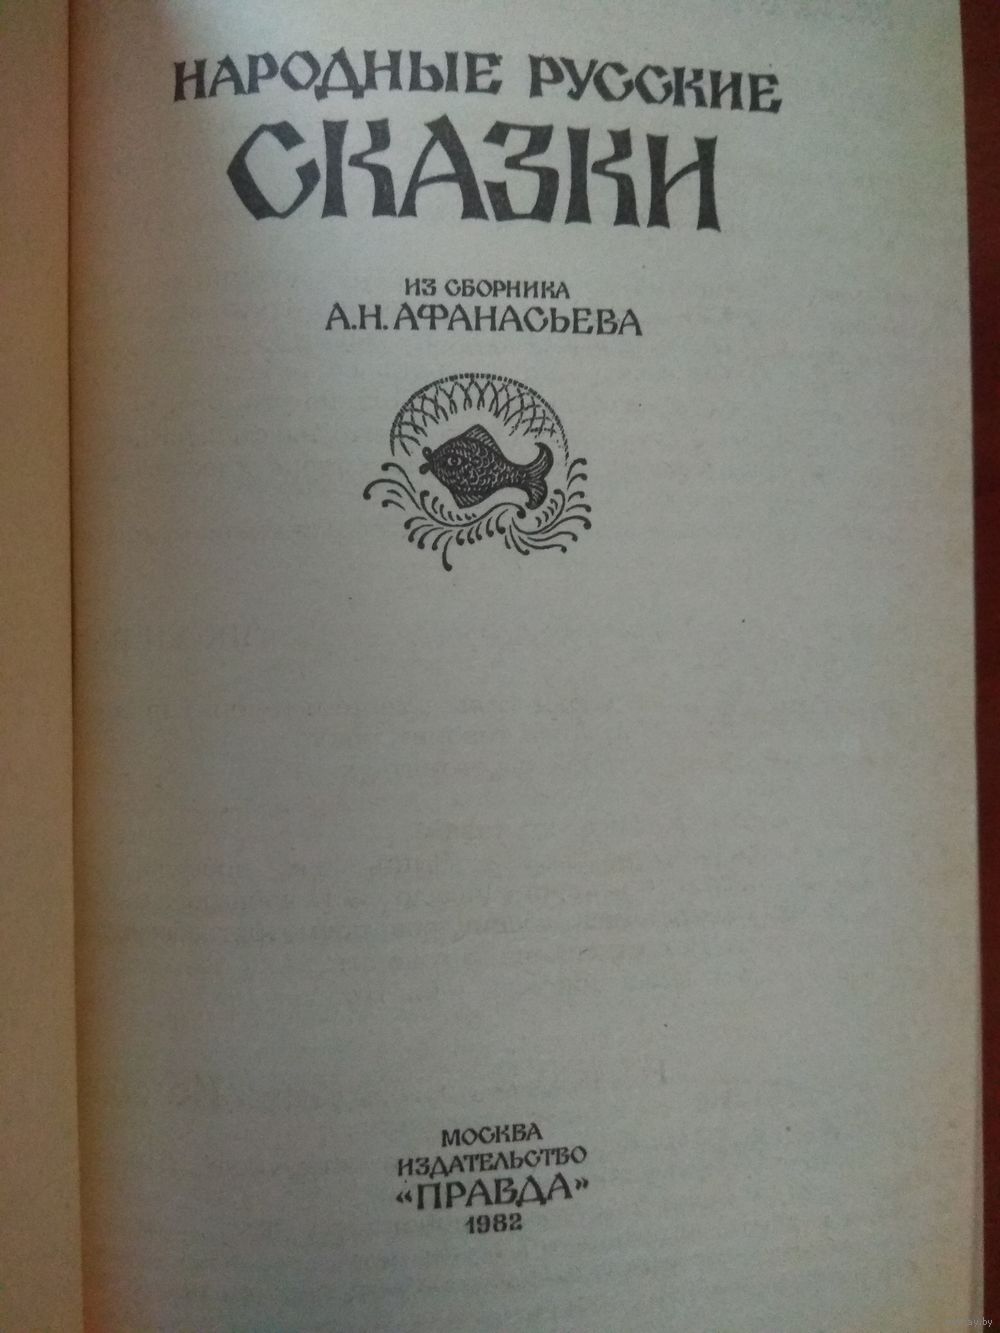 НАРОДНЫЕ РУССКИЕ
СКАЗКИ
ИЗ СБОРНИКА
А.Н. АФАНАСЬЕВА
МОСКВА
ИЗДАТЕЛЬСТВО
«ПРАВДА»
1982